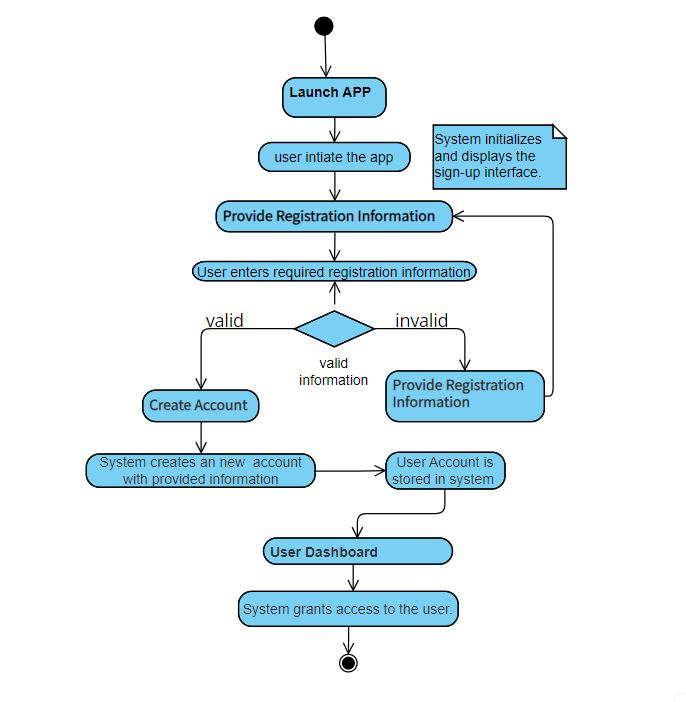 Launch APP
System initializes
and displays the
sign-up interface.
user intiate the app
Provide Registration Information
User enters required registration information
valid
invalid
valid
information
Provide Registration
Information
Create Account
System creates an new account
with provided information
User Account is
stored in system
User Dashboard
System grants access to the user.